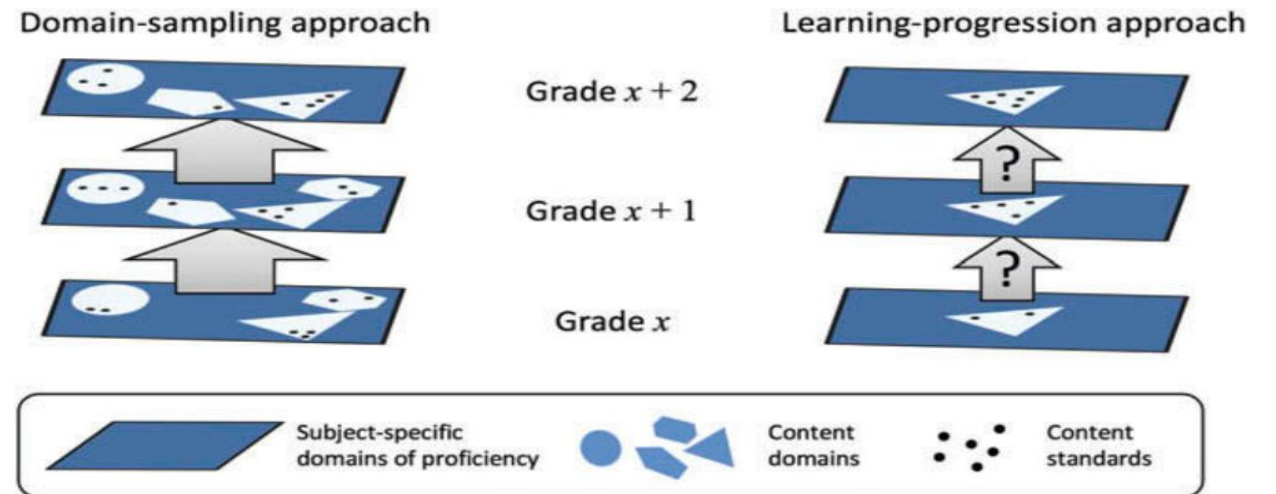 Domain-sampling approach
Learning-progression approach
Grade x + 2
?
Grade x + 1
?
Grade x
Subject-specific
domains of proficiency
Content
domains
Content
standards